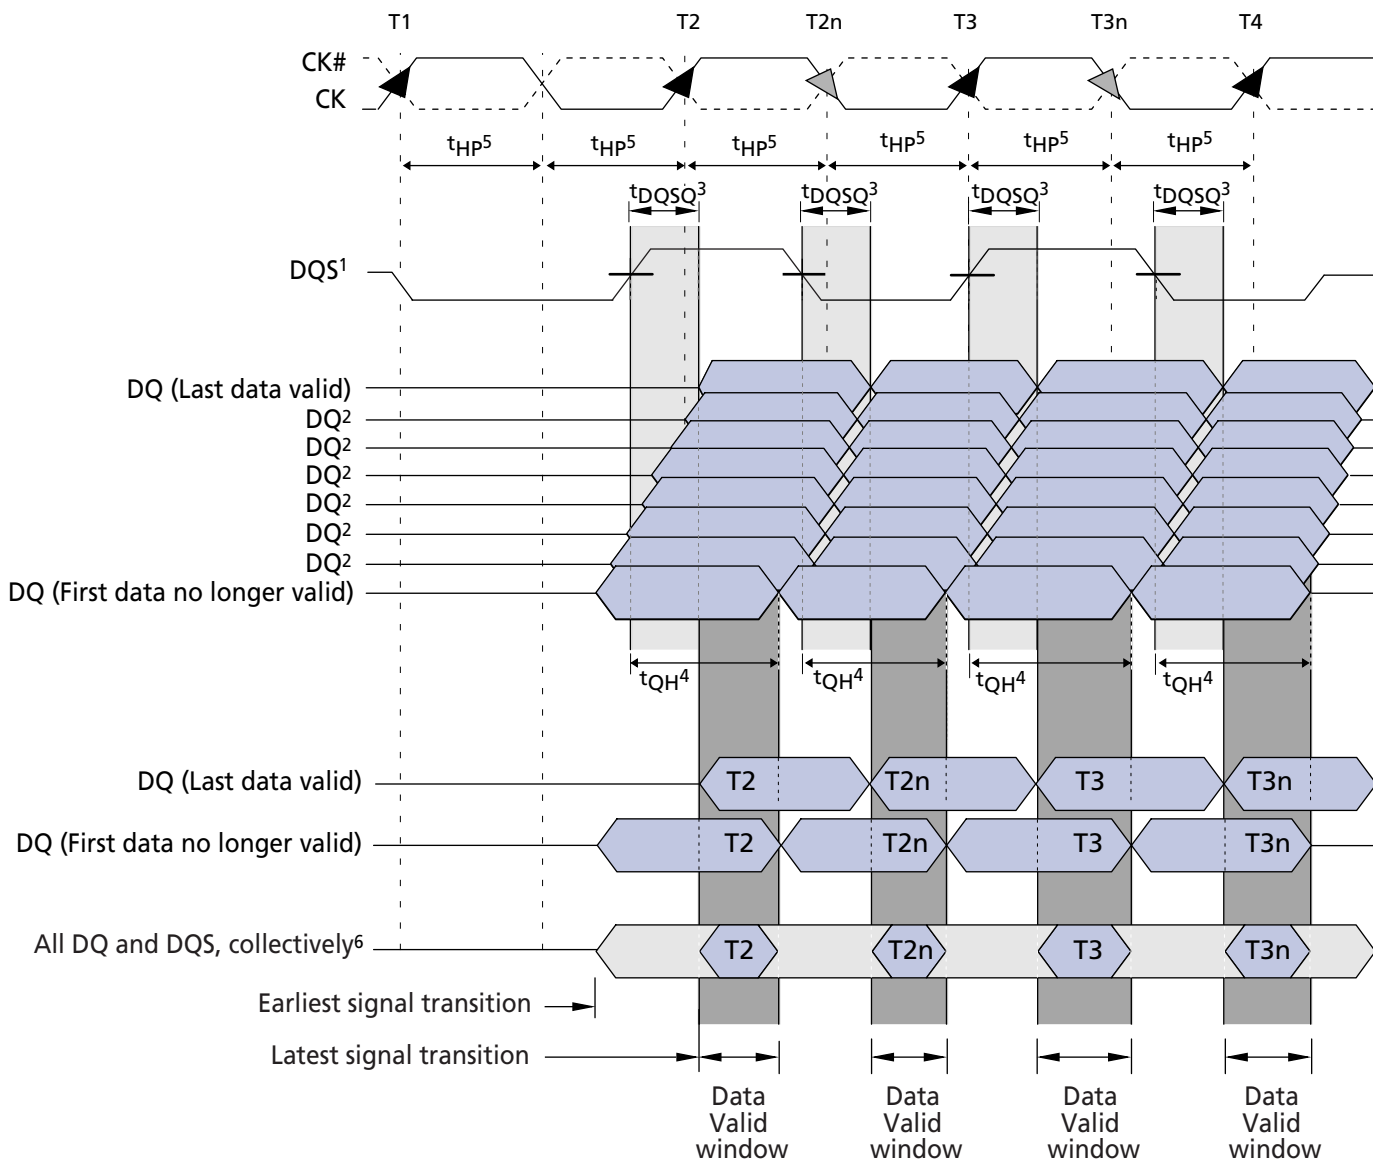 T1 T2 T2n T3 T3n T4
CK#
CK
tHP5 tHP5 tHP5 tHP5 tHP5 tHP5
tDQSQ3 tDQSQ3 tDQSQ3 tDQSQ3
DQS1
DQ (Last data valid)
DQ2
DQ2
DQ2
DQ2
DQ2
DQ2
DQ (First data no longer valid)
tQH4 tQH4 tQH4 tQH4
DQ (Last data valid) T2 T2n T3 T3n
DQ (First data no longer valid) T2 T2n T3 T3n
All DQ and DQS, collectively6 T2 T2n T3 T3n
Earliest signal transition
Latest signal transition
Data Data Data Data
Valid Valid Valid Valid
window window window window